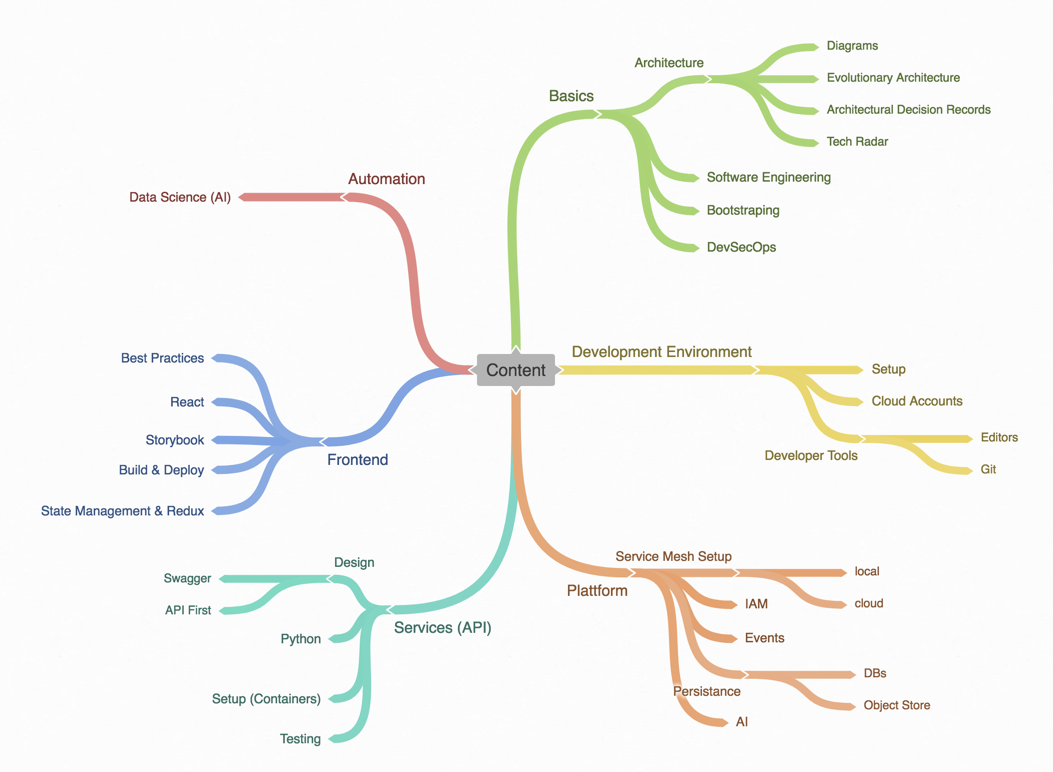 Content
Basics
Architecture
Diagrams
Evolutionary Architecture
Architectural Decision Records
Tech Radar
Software Engineering
Bootstraping
DevSecOps
Development Environment
Setup
Cloud Accounts
Developer Tools
Editors
Git
Plattform
Service Mesh Setup
local
cloud
IAM
Events
Persistance
DBs
Object Store
AI
Services (API)
Design
Swagger
API First
Python
Setup (Containers)
Testing
Frontend
Best Practices
React
Storybook
Build & Deploy
State Management & Redux
Automation
Data Science (AI)